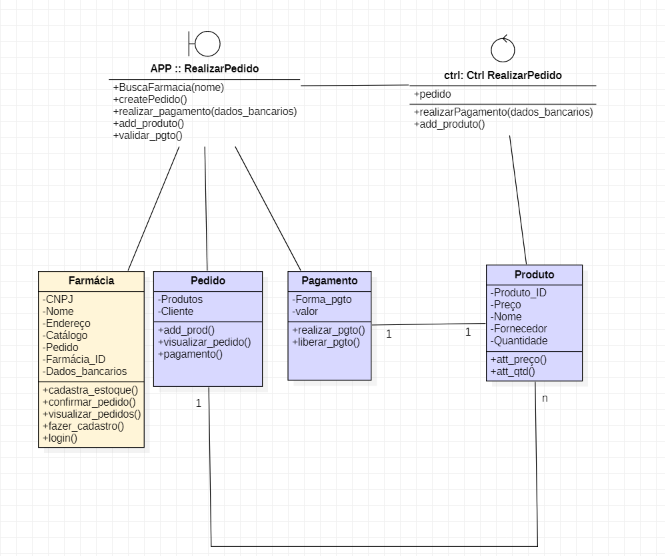 APP :: RealizarPedido
+BuscaFarmacia(nome)
+createPedido()
+realizar_pagamento(dados_bancarios)
+add_produto()
+validar_pgto()
ctrl: Ctrl RealizarPedido
+pedido
+realizarPagamento(dados_bancarios)
+add_produto()
Farmácia
-CNPJ
-Nome
-Endereço
-Catálogo
-Pedido
-Farmácia_ID
-Dados_bancarios
+cadastra_estoque()
+confirmar_pedido()
+visualizar_pedidos()
+fazer_cadastro()
+login()
Pedido
-Produtos
-Cliente
+add_prod()
+visualizar_pedido()
+pagamento()
1
Pagamento
-Forma_pgto
-valor
+realizar_pgto()
+liberar_pgto()
1
1
Produto
-Produto_ID
-Preço
-Nome
-Fornecedor
-Quantidade
+att_preço()
+att_qtd()
n